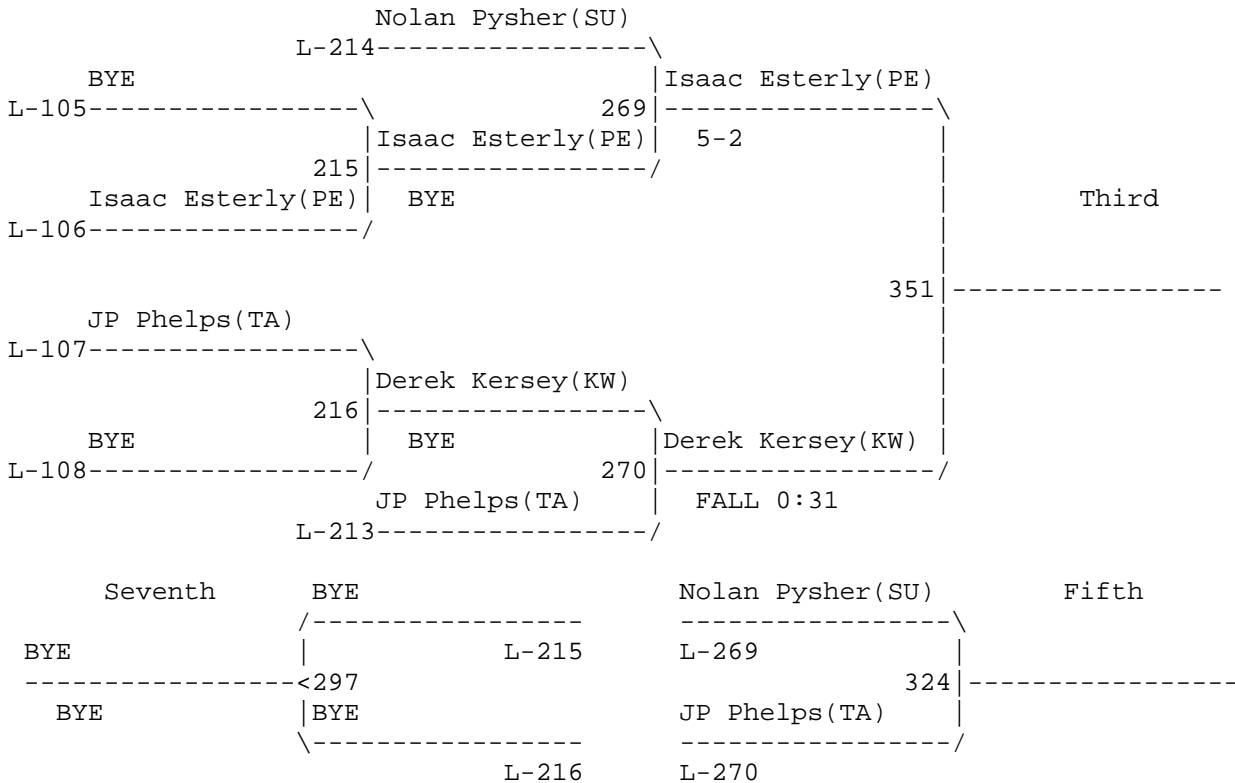 Nolan Pysher(SU)
                   L-214-----------------\
     BYE                                 |Isaac Esterly(PE)
L-105-----------------\               269|-----------------\
                      |Isaac Esterly(PE)|  5-2             |
                   215|-----------------/                  |
     Isaac Esterly(PE)|  BYE                               |        Third
L-106-----------------/                                    |
                                                           |
                                                        351|-----------------
     JP Phelps(TA)                                         |
L-107-----------------\                                    |
                      |Derek Kersey(KW)                    |
                   216|-----------------\                  |
     BYE              |  BYE            |Derek Kersey(KW)  |
L-108-----------------/              270|-----------------/
                       JP Phelps(TA)    |  FALL 0:31
                  L-213-----------------/
      Seventh      BYE                    Nolan Pysher(SU)        Fifth
                  /-----------------      -----------------\
 BYE              |            L-215      L-269            |
 -----------------<297                                  324|-----------------
   BYE            |BYE                    JP Phelps(TA)    |
                  \-----------------      -----------------/
                               L-216      L-270